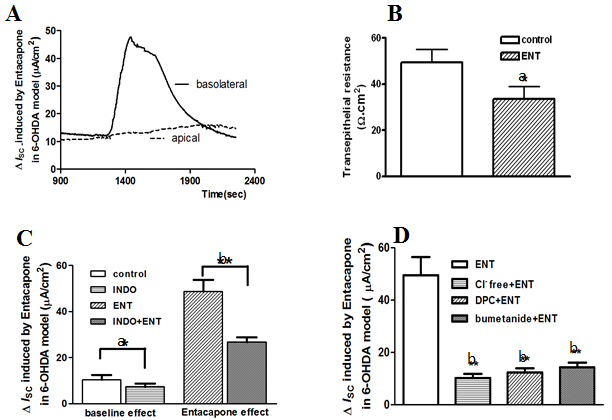 A
Δ ISC ,induced by Entacapone
in 6-OHDA model (μA/cm²)
50
40
30
20
10
0
basolateral
apical
900
1400
1900
2400
Time(sec)
B
Transepithelial resistance
(Ω.cm²)
60
40
20
0
control
ENT
a*
C
Δ ISC induced by Entacapone
in 6-OHDA model (μA/cm²)
60
40
20
0
control
INDO
ENT
INDO+ENT
a*
b**
baseline effect
Entacapone effect
D
Δ ISC induced by Entacapone
in 6-OHDA model ( μA/cm²)
60
40
20
0
ENT
Cl⁻free+ENT
DPC+ENT
bumetanide+ENT
b**
b*
b**